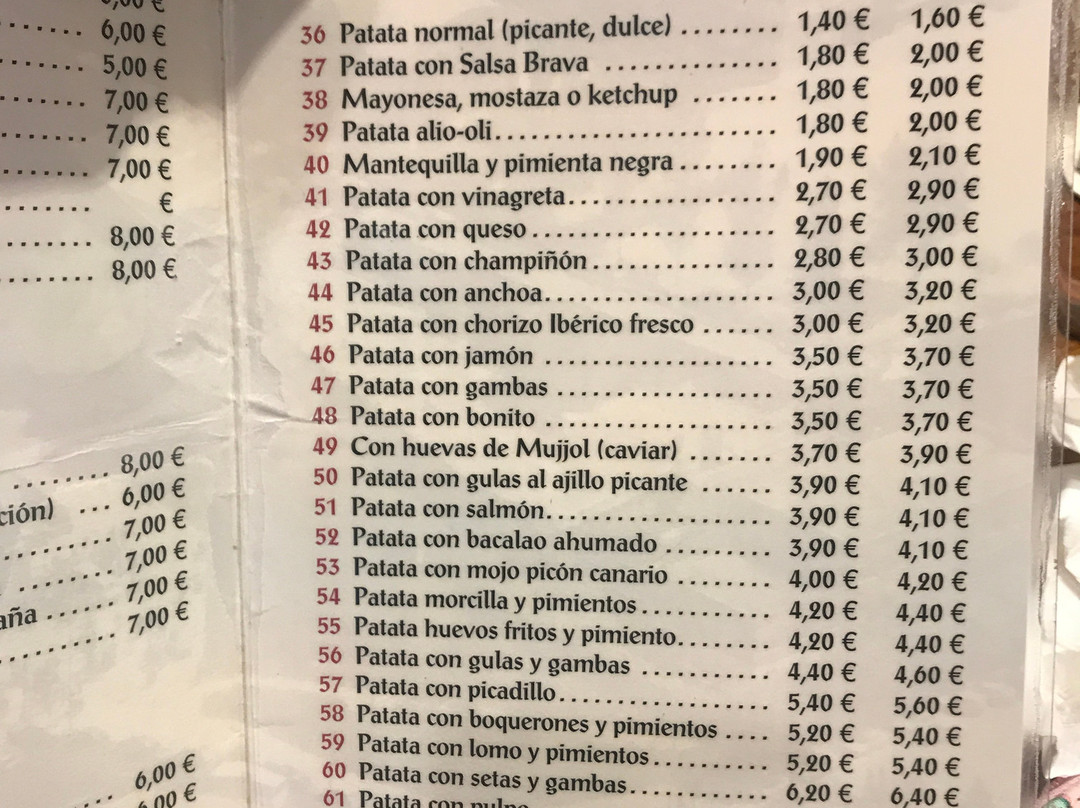 6,00 €
5,00 €
7,00 €
7,00 €
7,00 €
€
8,00 €
8,00 €
8,00 €
ción) ... 6,00 €
7,00 €
7,00 €
aña ...... 7,00 €
7,00 €
6,00 €
36 Patata normal (picante, dulce) ........ 1,40 € 1,60 €
37 Patata con Salsa Brava .............. 1,80 € 2,00 €
38 Mayonesa, mostaza o ketchup ....... 1,80 € 2,00 €
39 Patata alio-oli....................... 1,80 € 2,00 €
40 Mantequilla y pimienta negra ........ 1,90 € 2,10 €
41 Patata con vinagreta................. 2,70 € 2,90 €
42 Patata con queso .................... 2,70 € 2,90 €
43 Patata con champiñón............... 2,80 € 3,00 €
44 Patata con anchoa................... 3,00 € 3,20 €
45 Patata con chorizo Ibérico fresco ...... 3,00 € 3,20 €
46 Patata con jamón ................... 3,50 € 3,70 €
47 Patata con gambas .................. 3,50 € 3,70 €
48 Patata con bonito ................... 3,50 € 3,70 €
49 Con huevas de Mujjol (caviar) ....... 3,70 € 3,90 €
50 Patata con gulas al ajillo picante ...... 3,90 € 4,10 €
51 Patata con salmón................... 3,90 € 4,10 €
52 Patata con bacalao ahumado ......... 3,90 € 4,10 €
53 Patata con mojo picón canario ........ 4,00 € 4,20 €
54 Patata morcilla y pimientos........... 4,20 € 4,40 €
55 Patata huevos fritos y pimiento........ 4,20 € 4,40 €
56 Patata con gulas y gambas ........... 4,40 € 4,60 €
57 Patata con picadillo.................. 5,40 € 5,60 €
58 Patata con boquerones y pimientos .... 5,20 € 5,40 €
59 Patata con lomo y pimientos.......... 5,20 € 5,40 €
60 Patata con setas y gambas............ 6,20 € 6,40 €
61 Patata con